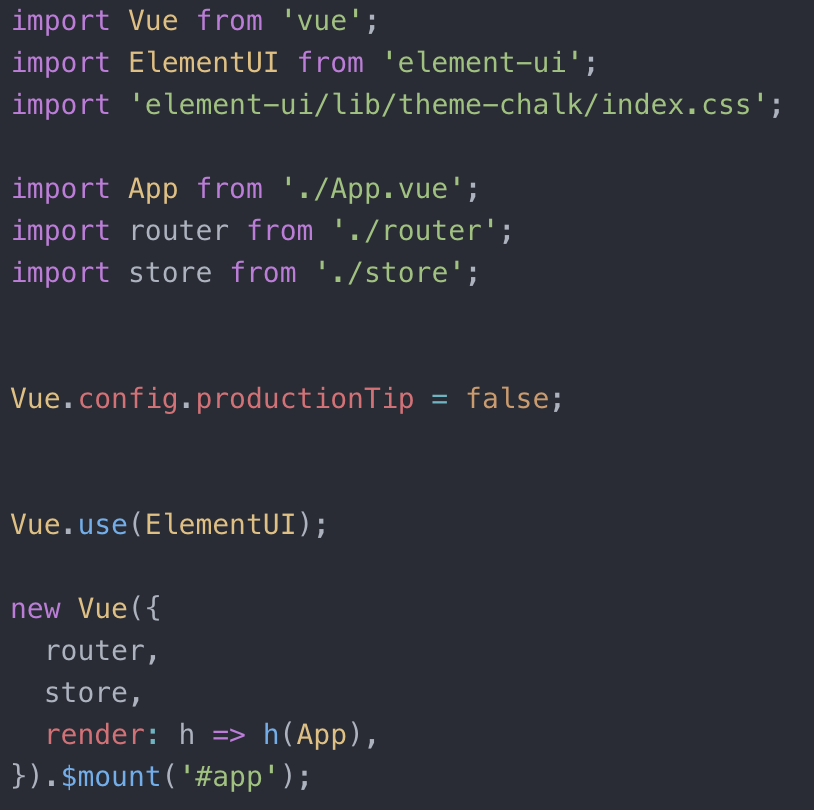 import Vue from 'vue';
import ElementUI from 'element-ui';
import 'element-ui/lib/theme-chalk/index.css';
import App from './App.vue';
import router from './router';
import store from './store';
Vue.config.productionTip = false;
Vue.use(ElementUI);
new Vue({
  router,
  store,
  render: h => h(App),
}).$mount('#app');